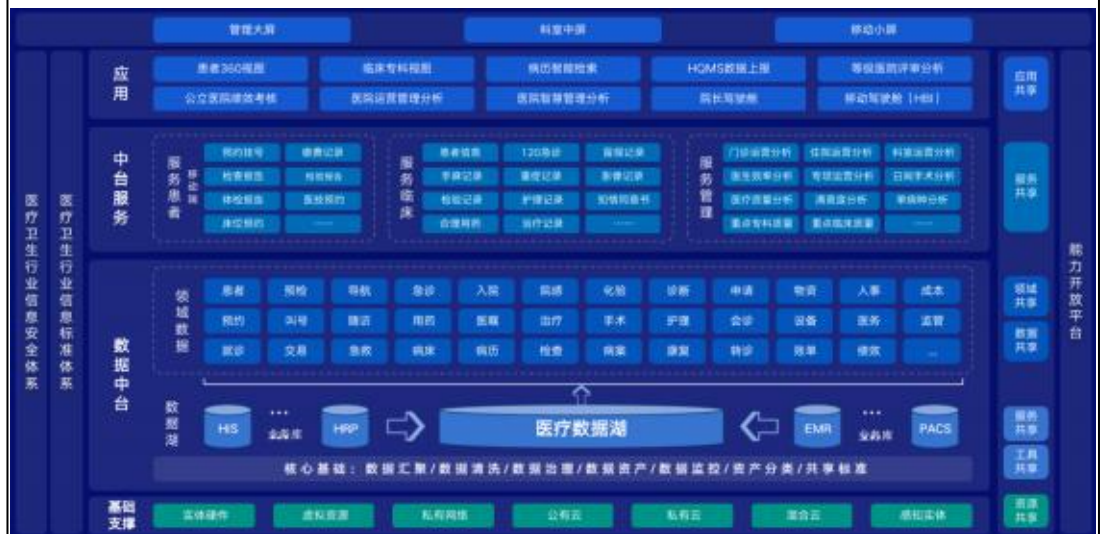 管理大屏
科室中屏
移动小屏
医疗卫生行业信息安全体系
医疗卫生行业信息标准体系
应用
患者360视图
临床专科视图
病历智能检索
HQMS数据上报
等级医院评审分析
公立医院绩效考核
医院运营管理分析
医院智慧管理分析
院长驾驶舱
移动驾驶舱
应用共享
中台服务
服务患者
移动端
预约挂号
缴费记录
检查报告
检验报告
体检报告
医技预约
床位预约
……
服务临床
患者信息
120急诊
手麻记录
重症记录
影像记录
检验记录
护理记录
知情同意书
合理用药
治疗记录
……
服务管理
门诊运营分析
住院运营分析
科室运营分析
医生效率分析
专项运营分析
日间手术分析
医疗质量分析
满意度分析
单病种分析
重点专科质量
重点临床质量
……
服务共享
能力开放平台
数据中台
领域数据
患者
预检
导航
急诊
入院
院感
化验
诊断
申请
物资
人事
成本
预约
叫号
随访
用药
医嘱
治疗
手术
护理
会诊
设备
医务
监管
就诊
交易
急救
病床
病历
检查
病案
康复
转诊
账单
绩效
...
领域共享
数据共享
数据湖
HIS
...
业务库
HRP
医疗数据湖
EMR
...
业务库
PACS
服务共享
工具共享
核心基础：数据汇聚/数据清洗/数据治理/数据资产/数据监控/资产分类/共享标准
基础支撑
实体硬件
虚拟资源
私有网络
公有云
私有云
混合云
感知实体
资源共享